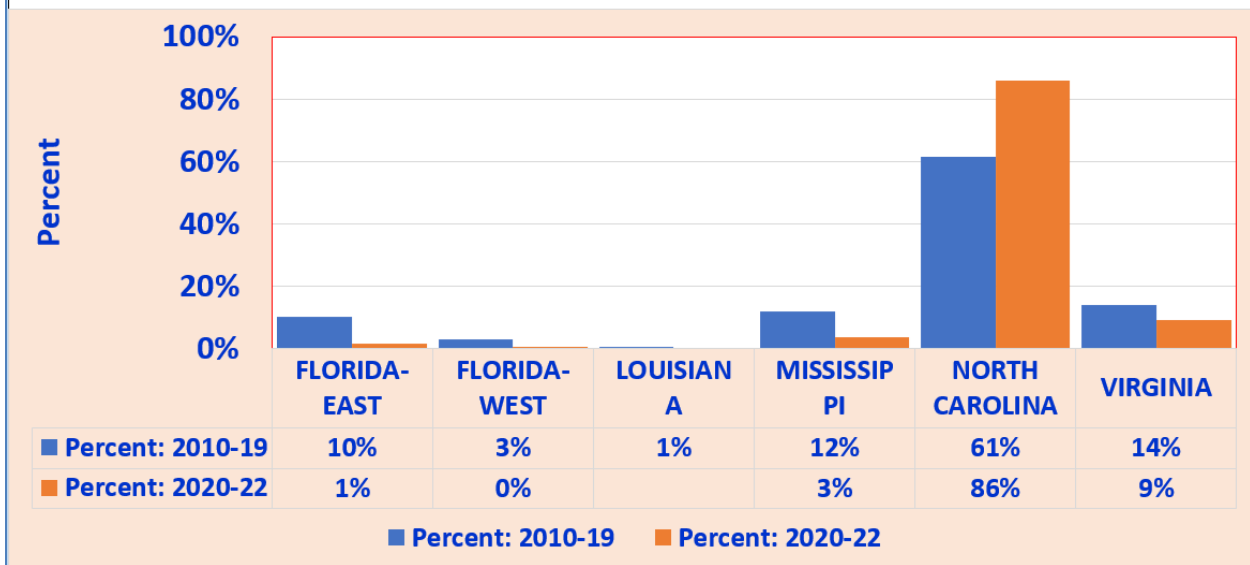 100%
80%
60%
40%
20%
0%
Percent
FLORIDA-
EAST
FLORIDA-
WEST
LOUISIAN
A
MISSISSIP
PI
NORTH
CAROLINA
VIRGINIA
Percent: 2010-19 10% 3% 1% 12% 61% 14%
Percent: 2020-22 1% 0% 3% 86% 9%
Percent: 2010-19 Percent: 2020-22